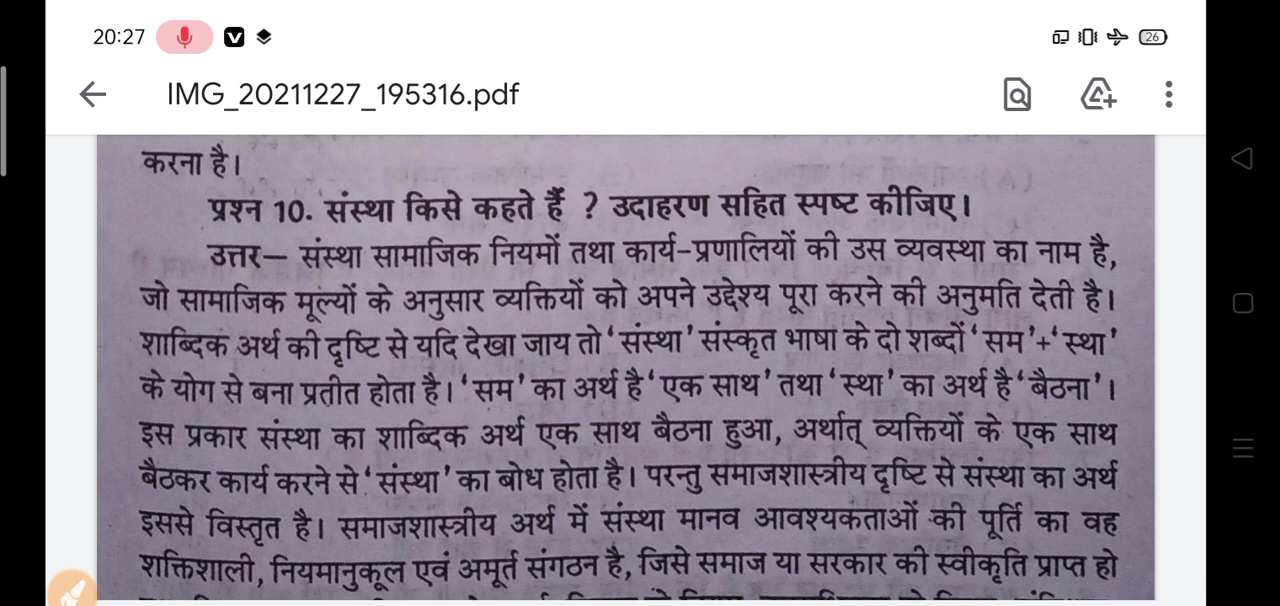 20:27
26
IMG_20211227_195316.pdf
करना है।
प्रश्न 10. संस्था किसे कहते हैं ? उदाहरण सहित स्पष्ट कीजिए।
उत्तर– संस्था सामाजिक नियमों तथा कार्य-प्रणालियों की उस व्यवस्था का नाम है,
जो सामाजिक मूल्यों के अनुसार व्यक्तियों को अपने उद्देश्य पूरा करने की अनुमति देती है।
शाब्दिक अर्थ की दृष्टि से यदि देखा जाय तो ‘संस्था’ संस्कृत भाषा के दो शब्दों ‘सम’+‘स्था’
के योग से बना प्रतीत होता है। ‘सम’ का अर्थ है ‘एक साथ’ तथा ‘स्था’ का अर्थ है ‘बैठना’।
इस प्रकार संस्था का शाब्दिक अर्थ एक साथ बैठना हुआ, अर्थात् व्यक्तियों के एक साथ
बैठकर कार्य करने से ‘संस्था’ का बोध होता है। परन्तु समाजशास्त्रीय दृष्टि से संस्था का अर्थ
इससे विस्तृत है। समाजशास्त्रीय अर्थ में संस्था मानव आवश्यकताओं की पूर्ति का वह
शक्तिशाली, नियमानुकूल एवं अमूर्त संगठन है, जिसे समाज या सरकार की स्वीकृति प्राप्त हो